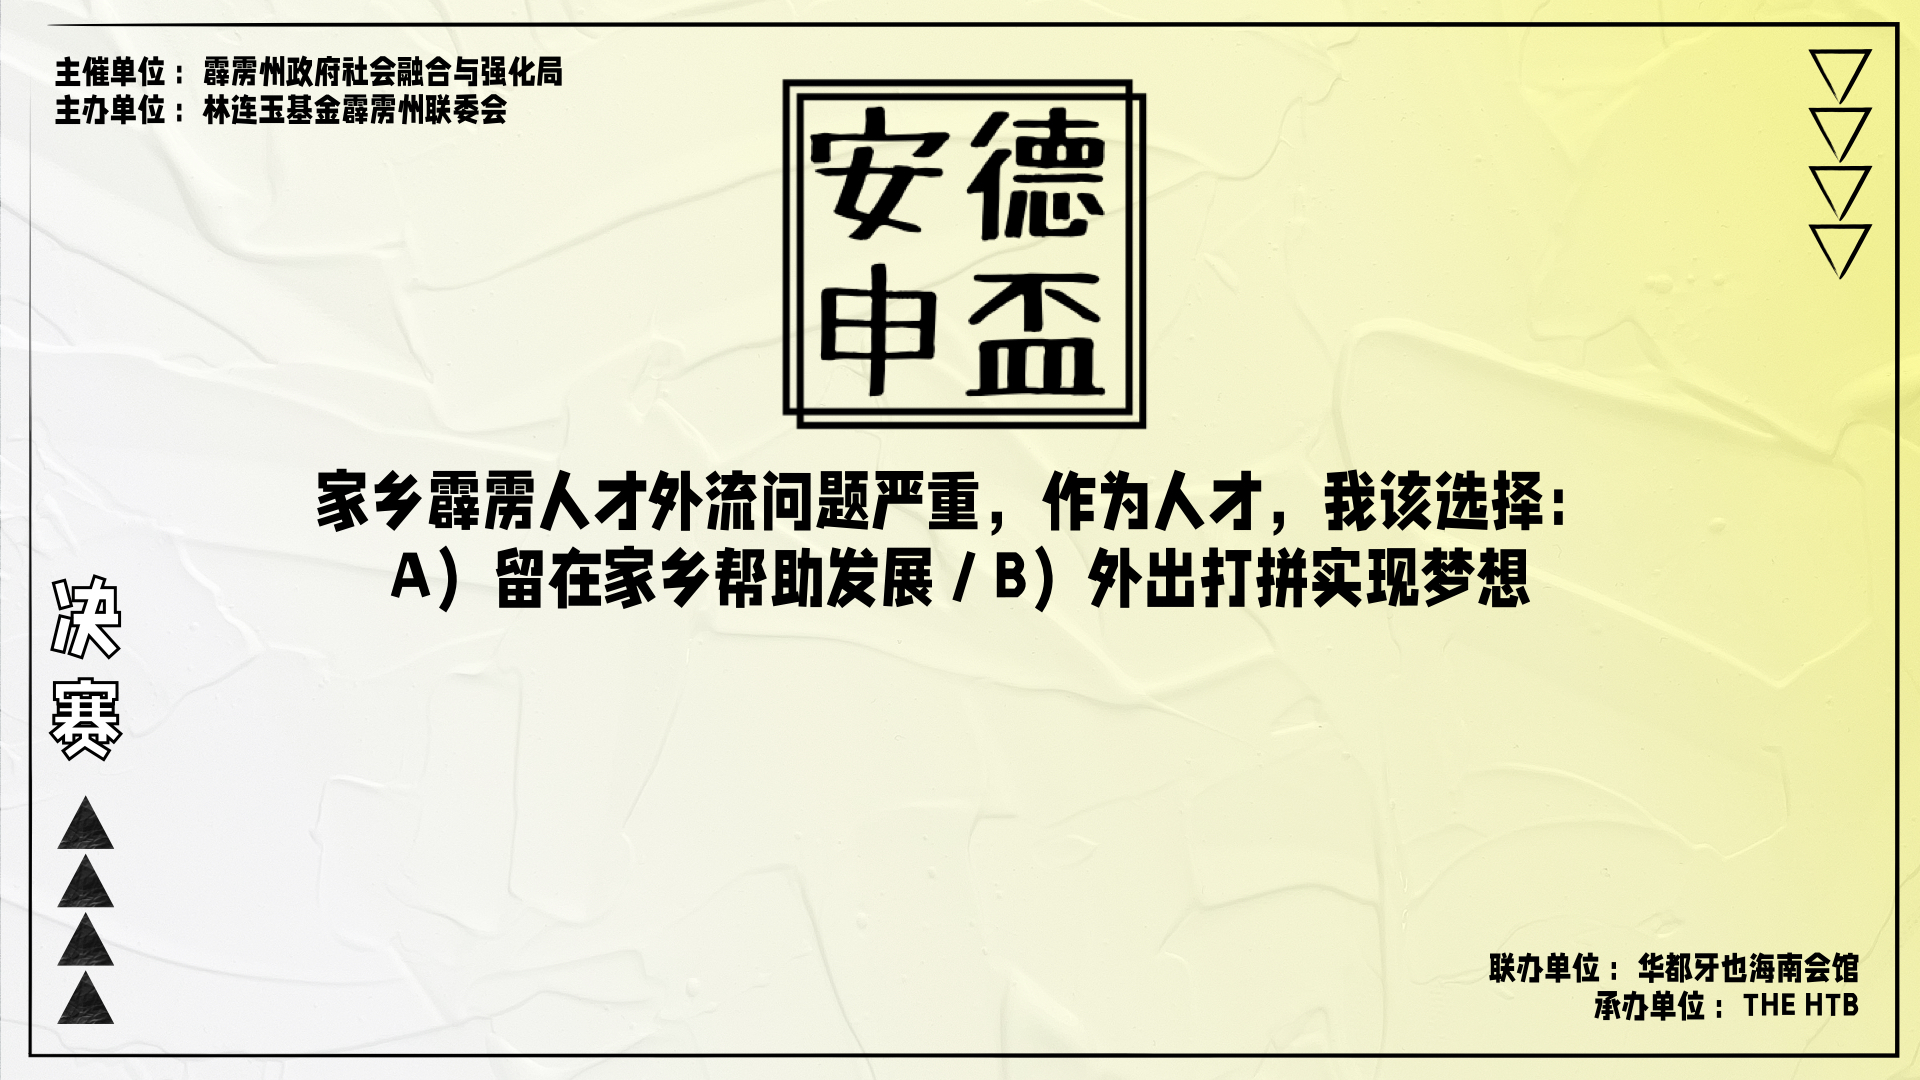 主催单位：霹雳州政府社会融合与强化局
主办单位：林连玉基金霹雳州联委会
安德
申盃
家乡霹雳人才外流问题严重，作为人才，我该选择：
A）留在家乡帮助发展 / B）外出打拼实现梦想
决赛
联办单位：华都牙也海南会馆
承办单位：THE HTB